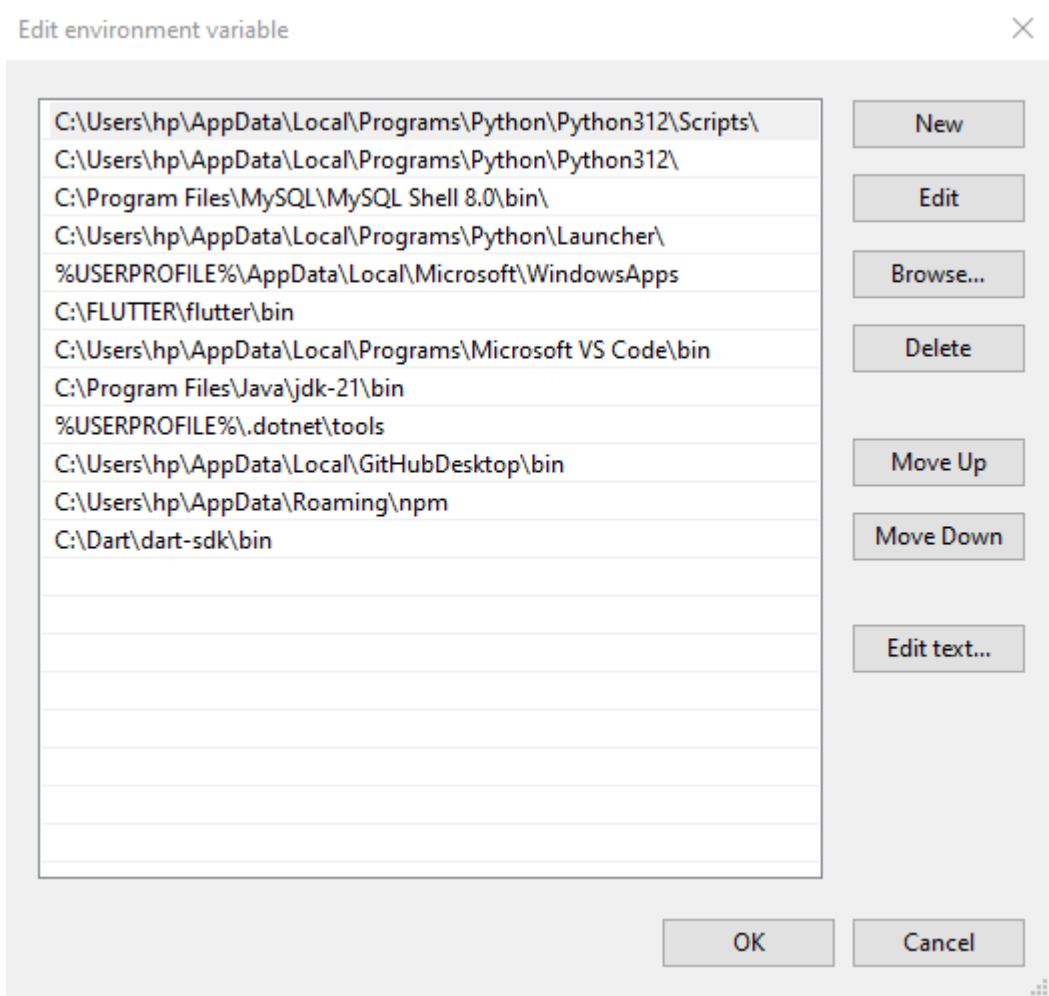 Edit environment variable
C:\Users\hp\AppData\Local\Programs\Python\Python312\Scripts\
C:\Users\hp\AppData\Local\Programs\Python\Python312\
C:\Program Files\MySQL\MySQL Shell 8.0\bin\
C:\Users\hp\AppData\Local\Programs\Python\Launcher\
%USERPROFILE%\AppData\Local\Microsoft\WindowsApps
C:\FLUTTER\flutter\bin
C:\Users\hp\AppData\Local\Programs\Microsoft VS Code\bin
C:\Program Files\Java\jdk-21\bin
%USERPROFILE%\.dotnet\tools
C:\Users\hp\AppData\Local\GitHubDesktop\bin
C:\Users\hp\AppData\Roaming\npm
C:\Dart\dart-sdk\bin
New
Edit
Browse...
Delete
Move Up
Move Down
Edit text...
OK
Cancel